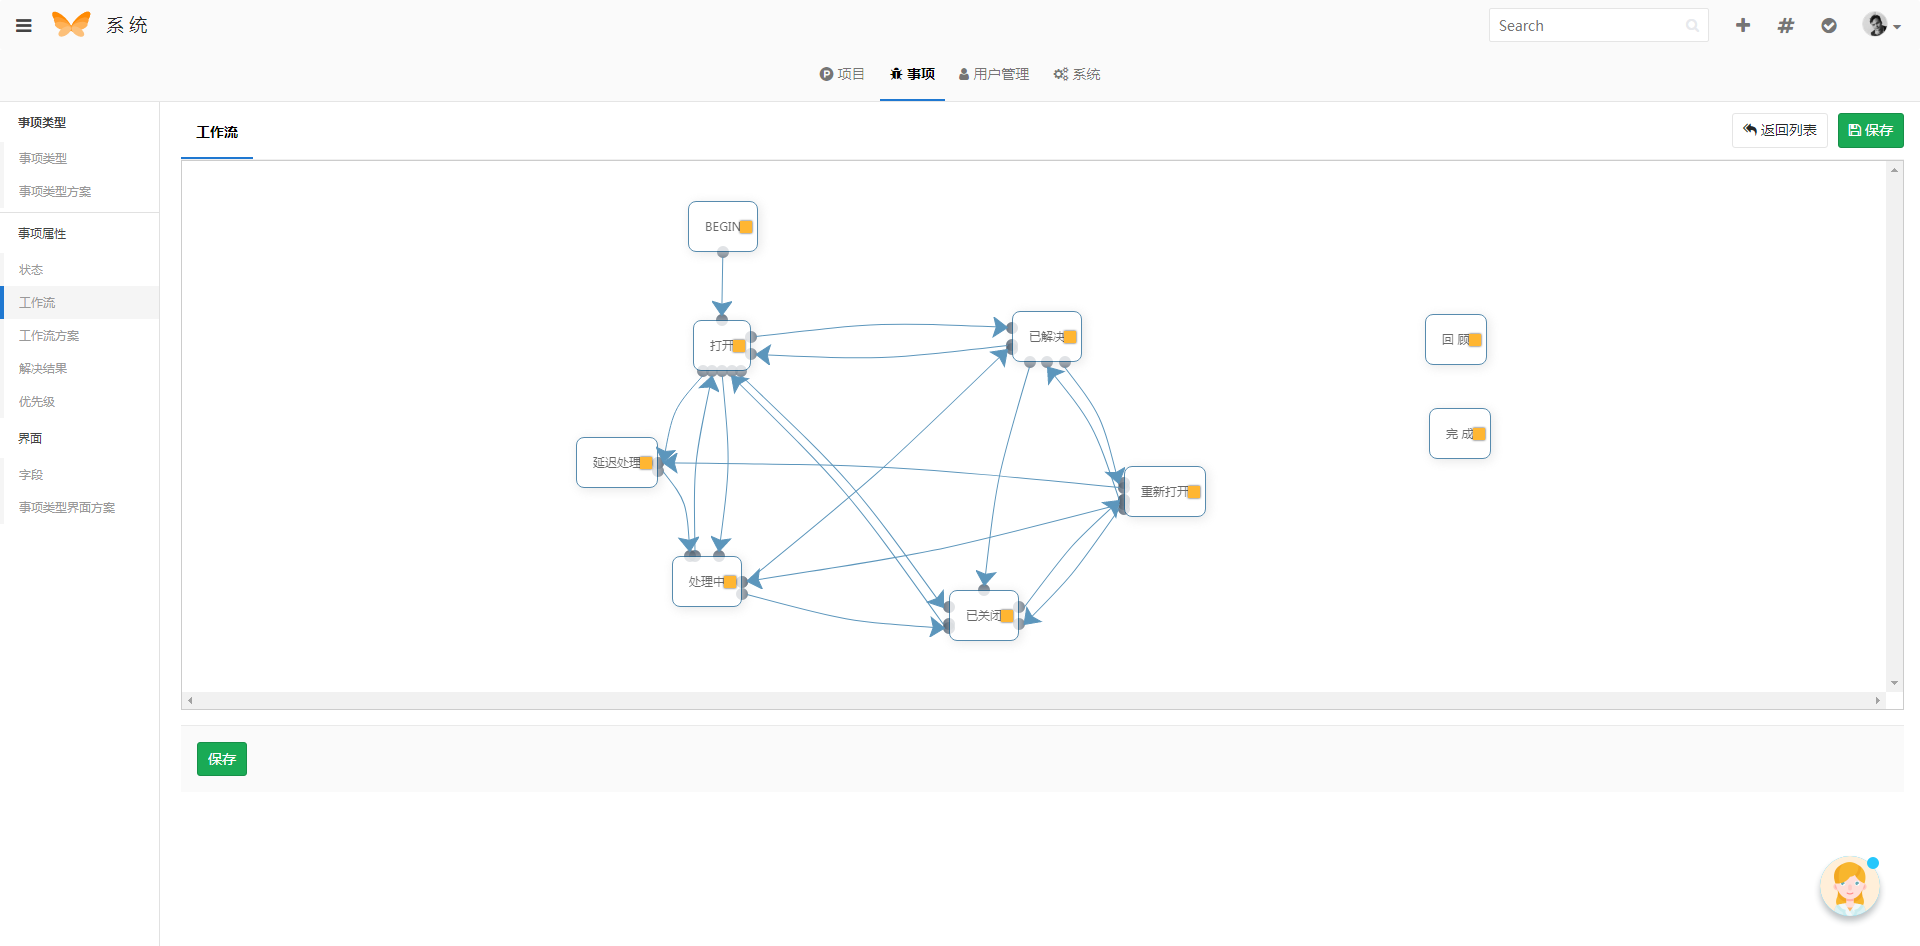 系 统
Search
项目
事项
用户管理
系统
事项类型
事项类型
事项类型方案
事项属性
状态
工作流
工作流方案
解决结果
优先级
界面
字段
事项类型界面方案
工作流
返回列表
保存
BEGIN
打开
已解决
回 顾
完 成
延迟处理
重新打开
处理中
已关闭
保存